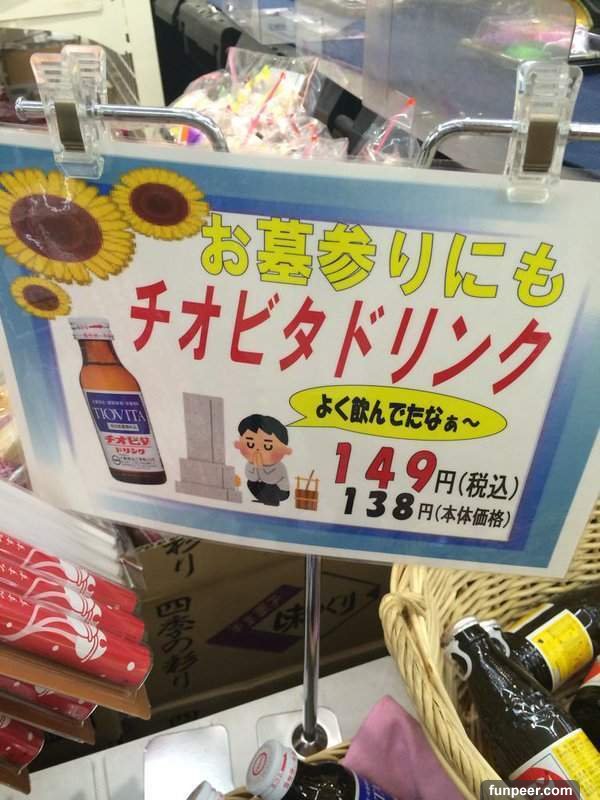 お墓参りにも
チオビタドリンク
よく飲んでたなぁ～
TIOVITA
チオビタ
ドリンク
149円(税込)
138円(本体価格)
彩り
四季の彩り
funpeer.com